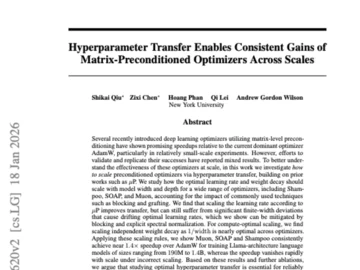 Hyperparameter Transfer Enables Consistent Gains of
Matrix-Preconditioned Optimizers Across Scales
Shikai Qiu* Zixi Chen* Hoang Phan Qi Lei Andrew Gordon Wilson
New York University
Abstract
Several recently introduced deep learning optimizers utilizing matrix-level precon-
ditioning have shown promising speedups relative to the current dominant optimizer
AdamW, particularly in relatively small-scale experiments. However, efforts to
validate and replicate their successes have reported mixed results. To better under-
stand the effectiveness of these optimizers at scale, in this work we investigate how
to scale preconditioned optimizers via hyperparameter transfer, building on prior
works such as μP. We study how the optimal learning rate and weight decay should
scale with model width and depth for a wide range of optimizers, including Sham-
poo, SOAP, and Muon, accounting for the impact of commonly used techniques
such as blocking and grafting. We find that scaling the learning rate according to
μP improves transfer, but can still suffer from significant finite-width deviations
that cause drifting optimal learning rates, which we show can be mitigated by
blocking and explicit spectral normalization. For compute-optimal scaling, we find
scaling independent weight decay as 1/width is nearly optimal across optimizers.
Applying these scaling rules, we show Muon, SOAP and Shampoo consistently
achieve near 1.4× speedup over AdamW for training Llama-architecture language
models of sizes ranging from 190M to 1.4B, whereas the speedup vanishes rapidly
with scale under incorrect scaling. Based on these results and further ablations,
we argue that studying optimal hyperparameter transfer is essential for reliably
620v2 [cs.LG] 18 Jan 2026